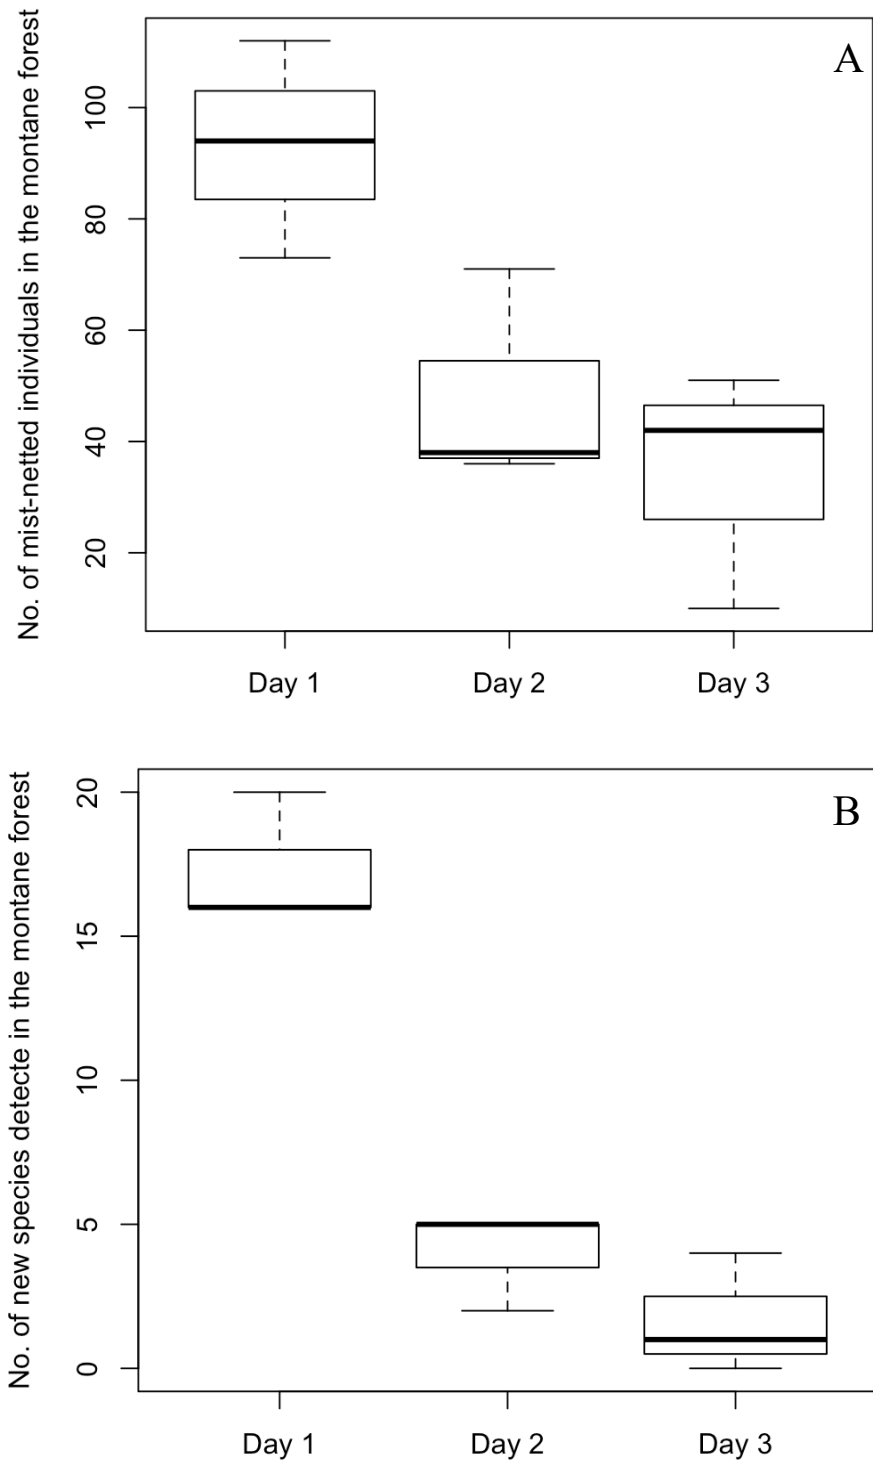 No. of mist-netted individuals in the montane forest
A
100
80
60
40
20
Day 1
Day 2
Day 3
No. of new species detecte in the montane forest
B
20
15
10
5
0
Day 1
Day 2
Day 3